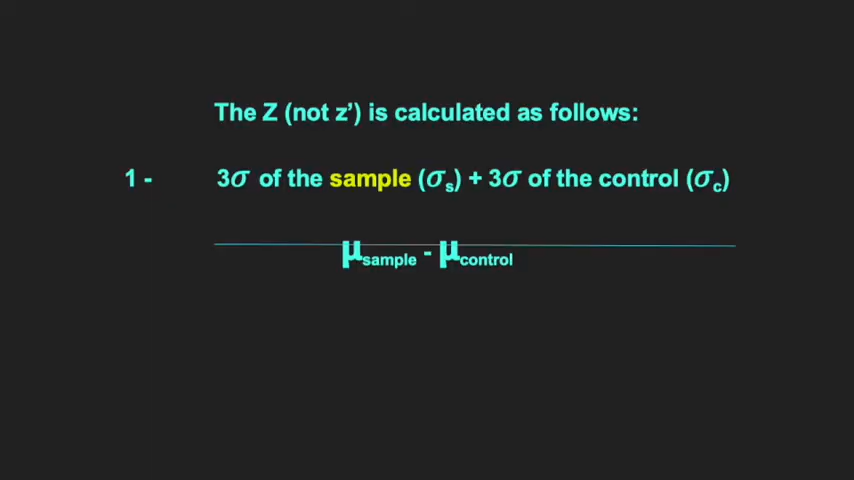 The Z (not z’) is calculated as follows:
1 - 3σ of the sample (σs) + 3σ of the control (σc)
μsample - μcontrol